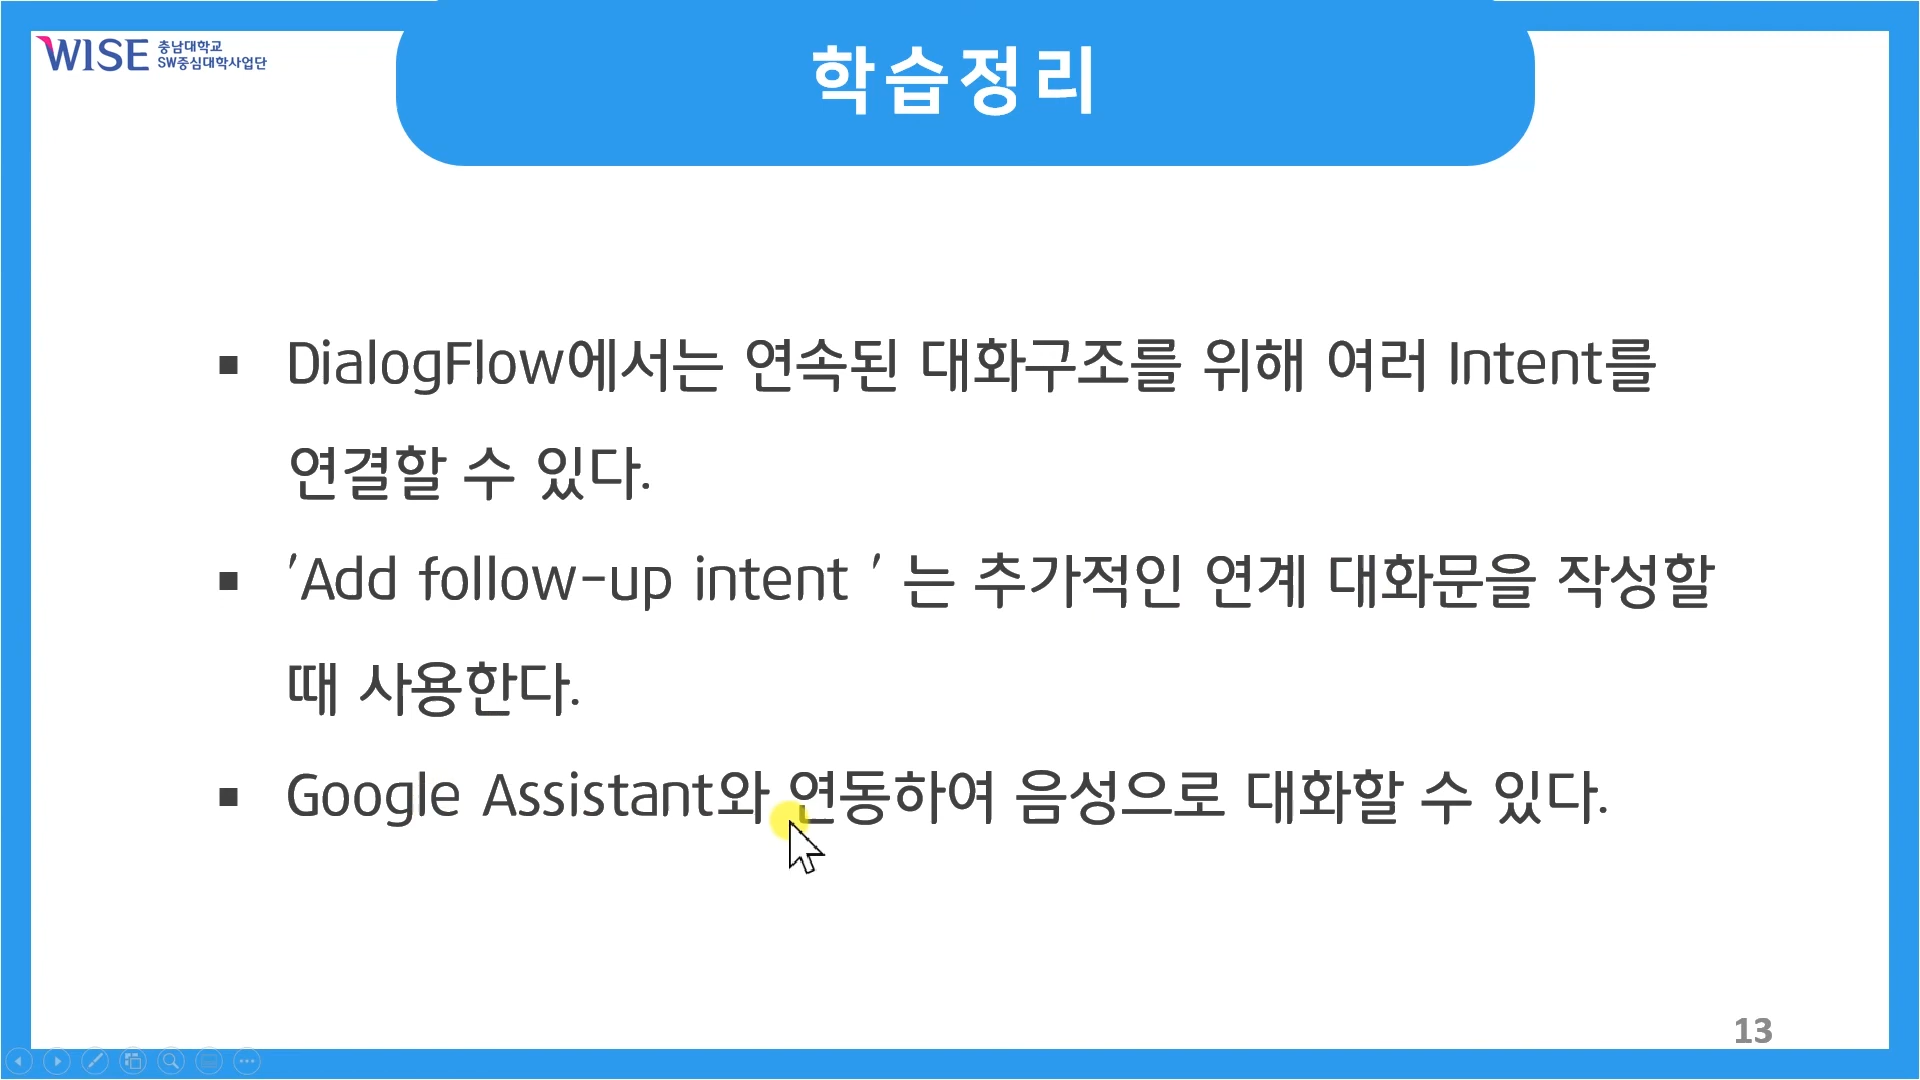 WISE 충남대학교
SW중심대학사업단
학습정리
▪ DialogFlow에서는 연속된 대화구조를 위해 여러 Intent를
연결할 수 있다.
▪ 'Add follow-up intent ' 는 추가적인 연계 대화문을 작성할
때 사용한다.
▪ Google Assistant와 연동하여 음성으로 대화할 수 있다.
13